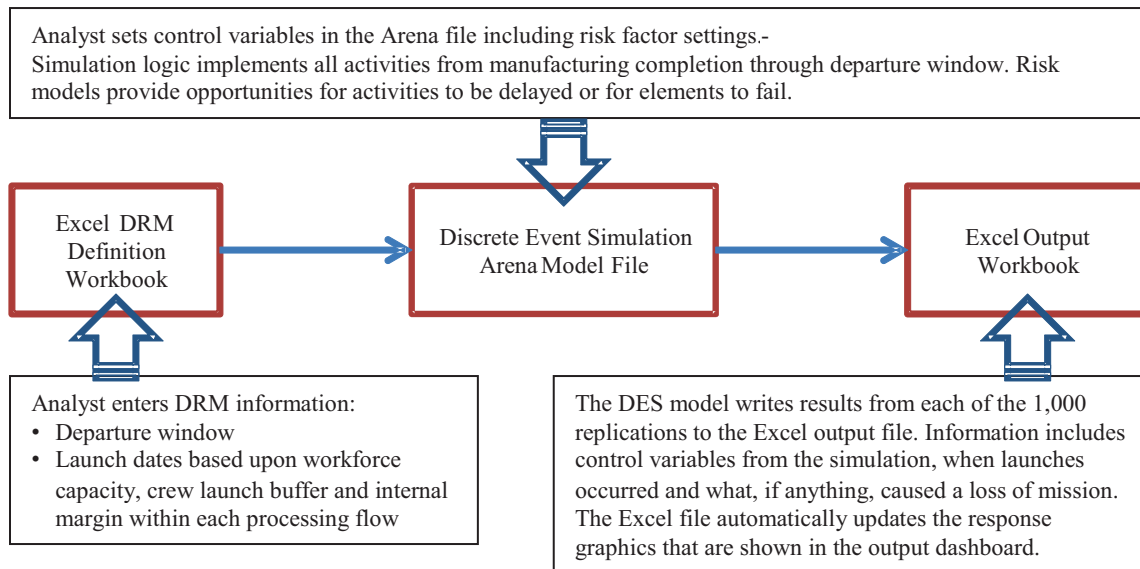 Analyst sets control variables in the Arena file including risk factor settings.-
Simulation logic implements all activities from manufacturing completion through departure window. Risk
models provide opportunities for activities to be delayed or for elements to fail.
Excel DRM
Definition
Workbook
Discrete Event Simulation
Arena Model File
Excel Output
Workbook
Analyst enters DRM information:
• Departure window
• Launch dates based upon workforce
capacity, crew launch buffer and internal
margin within each processing flow
The DES model writes results from each of the 1,000
replications to the Excel output file. Information includes
control variables from the simulation, when launches
occurred and what, if anything, caused a loss of mission.
The Excel file automatically updates the response
graphics that are shown in the output dashboard.